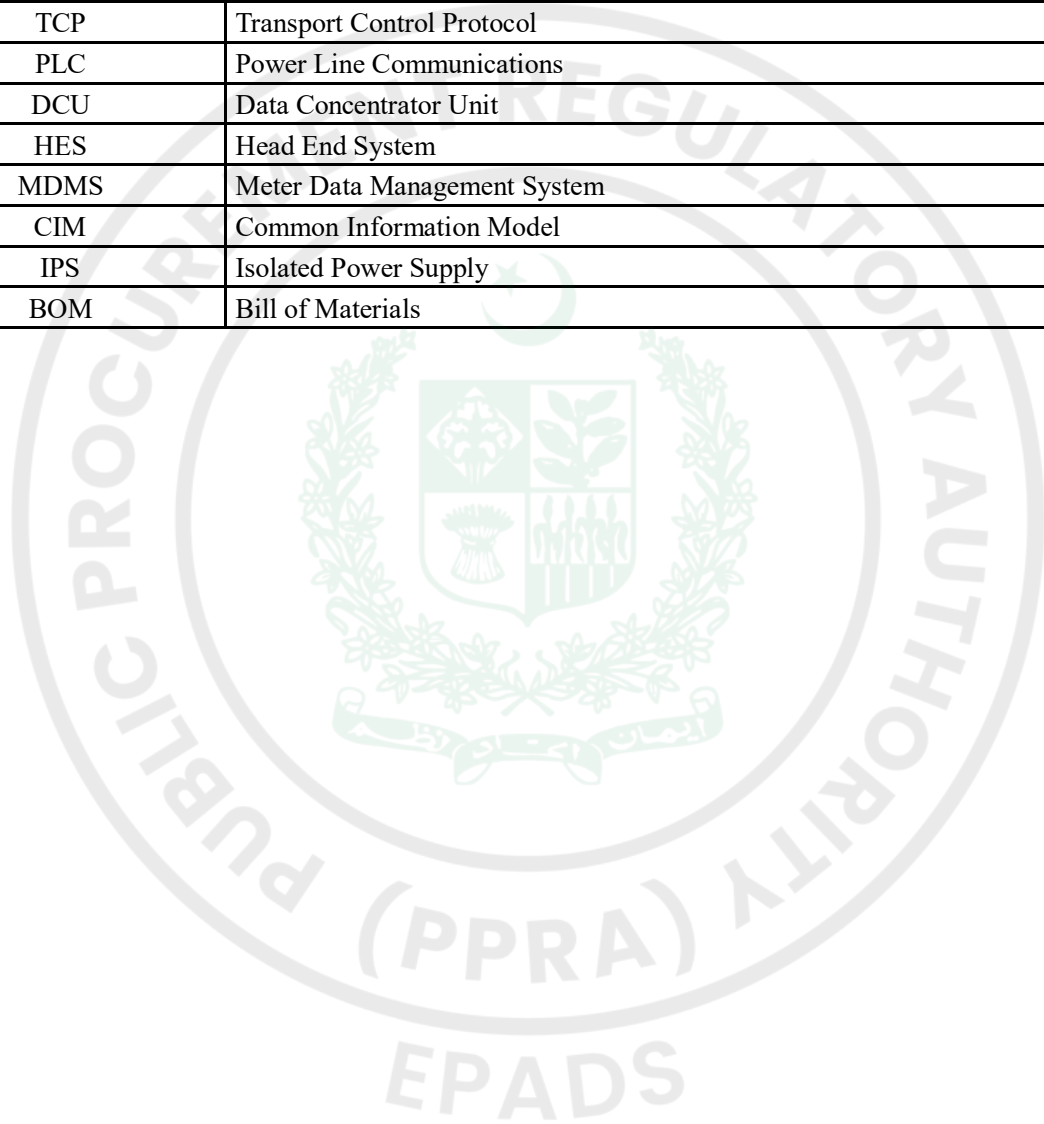 TCP Transport Control Protocol
PLC Power Line Communications
DCU Data Concentrator Unit
HES Head End System
MDMS Meter Data Management System
CIM Common Information Model
IPS Isolated Power Supply
BOM Bill of Materials
PUBLIC PROCUREMENT REGULATORY AUTHORITY
(PPRA)
EPADS